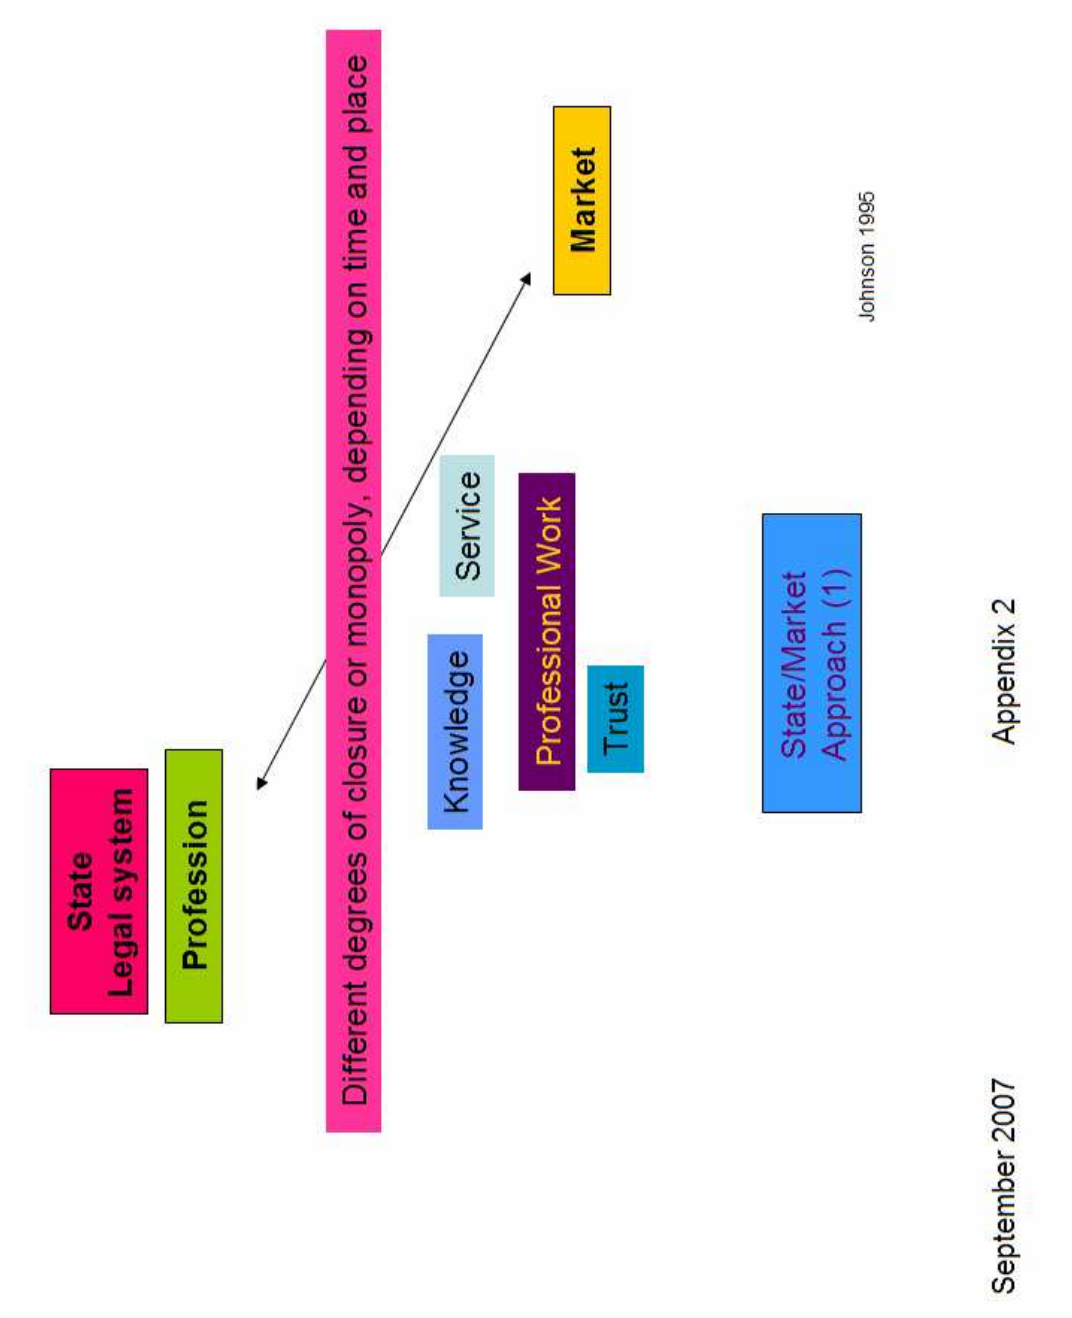 State
Legal system
Profession
Different degrees of closure or monopoly, depending on time and place
Knowledge
Service
Professional Work
Market
Trust
State/Market
Approach (1)
Johnson 1995
September 2007
Appendix 2